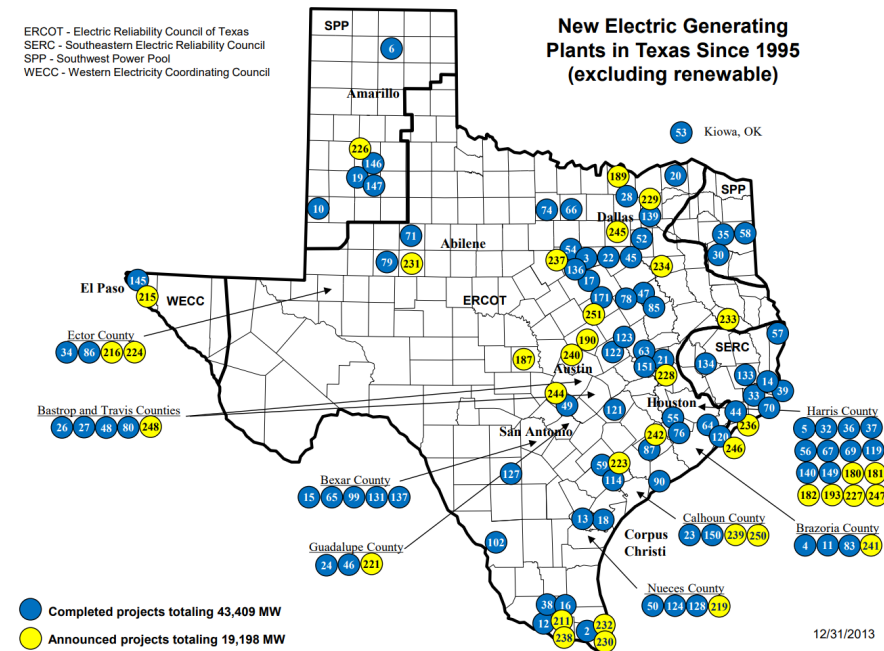 ERCOT - Electric Reliability Council of Texas
SERC - Southeastern Electric Reliability Council
SPP - Southwest Power Pool
WECC - Western Electricity Coordinating Council
New Electric Generating
Plants in Texas Since 1995
(excluding renewable)
SPP
6
Amarillo
53 Kiowa, OK
226
146
19
147
10
189
20
28
229
SPP
74 66
139
Dallas
245
71
52
35 58
Abilene
54
30
79 231
237
3 22 45
136
234
17
145
El Paso
215
WECC
ERCOT
171 78 47
85
251
233
57
Ector County
34 86 216 224
190
123
SERC
187
240
122
63
21
134
Austin
151
228
133
14
39
33
70
Bastrop and Travis Counties
26 27 48 80 248
244
49
121
Houston
55
44
64
236
San Antonio
242
76
120
87
246
Harris County
5 32 36 37
56 67 69 119
140 149 180 181
182 193 227 247
127
59 223
114
90
Bexar County
15 65 99 131 137
13 18
Corpus
Christi
Calhoun County
23 150 239 250
Brazoria County
4 11 83 241
102
Guadalupe County
24 46 221
Nueces County
50 124 128 219
38 16
12 211
238
2 232
230
Completed projects totaling 43,409 MW
Announced projects totaling 19,198 MW
12/31/2013